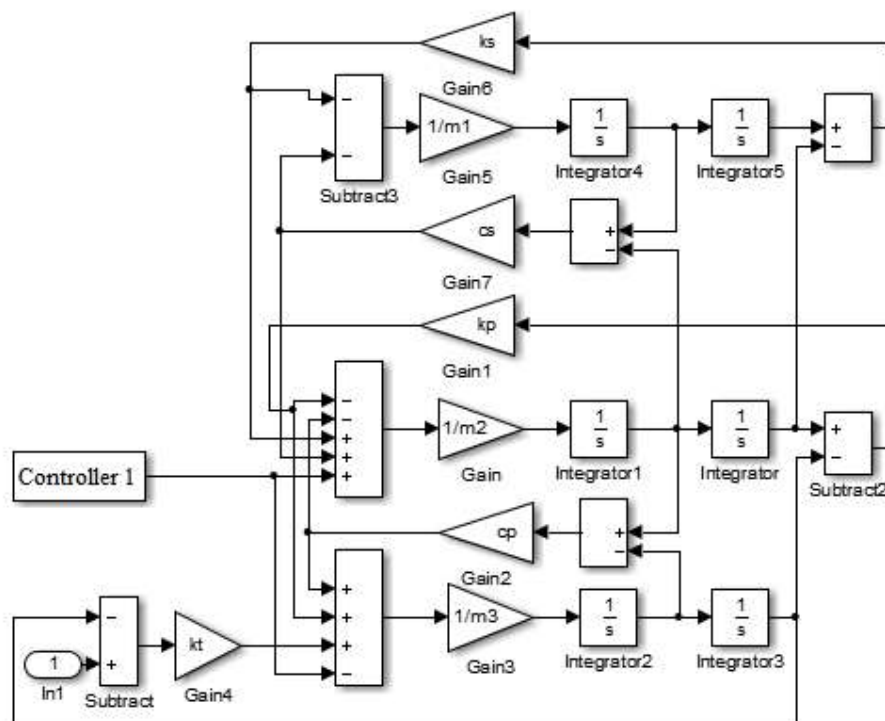 ks
Gain6
−
−
Subtract3
1/m1
Gain5
1
s
Integrator4
1
s
Integrator5
+
−
cs
Gain7
+
−
kp
Gain1
−
−
+
+
+
1/m2
Gain
1
s
Integrator1
1
s
Integrator
+
−
Subtract2
Controller 1
cp
Gain2
+
−
+
+
+
−
1/m3
Gain3
1
s
Integrator2
1
s
Integrator3
−
+
Subtract
1
In1
kt
Gain4